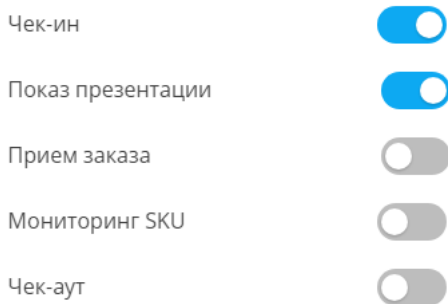 Чек-ин
Показ презентации
Прием заказа
Мониторинг SKU
Чек-аут